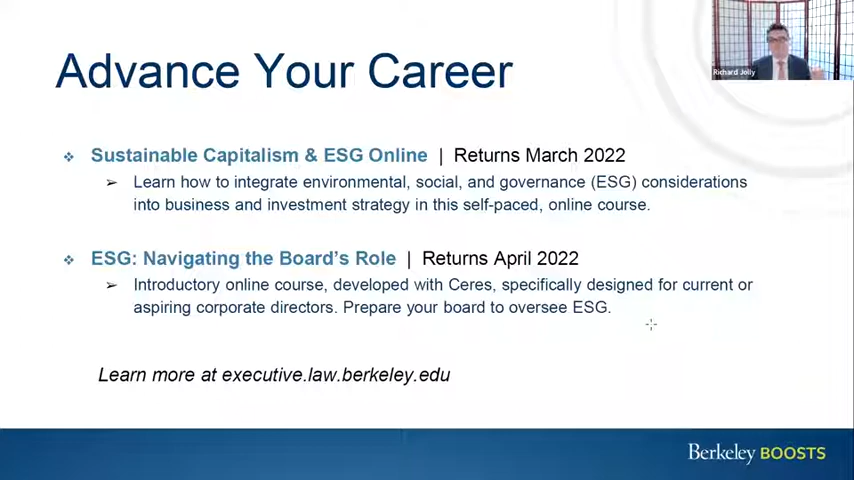 Advance Your Career
Richard Jolly
❖ Sustainable Capitalism & ESG Online | Returns March 2022
➢ Learn how to integrate environmental, social, and governance (ESG) considerations
into business and investment strategy in this self-paced, online course.
❖ ESG: Navigating the Board's Role | Returns April 2022
➢ Introductory online course, developed with Ceres, specifically designed for current or
aspiring corporate directors. Prepare your board to oversee ESG.
Learn more at executive.law.berkeley.edu
Berkeley BOOSTS